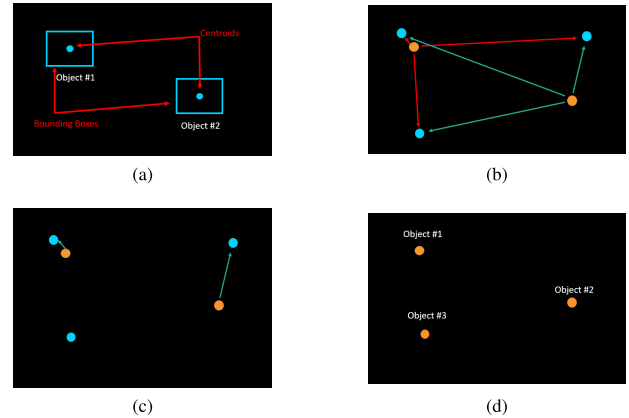 Centroids
Object #1
Bounding Boxes
Object #2
(a)
(b)
(c)
Object #1
Object #2
Object #3
(d)